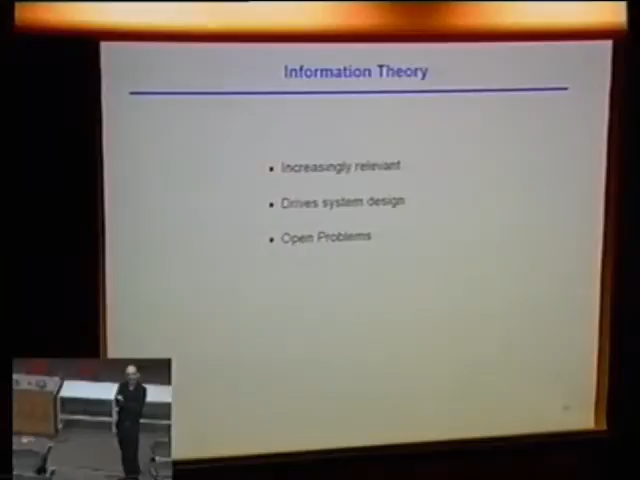 Information Theory
• Increasingly relevant
• Drives system design
• Open Problems